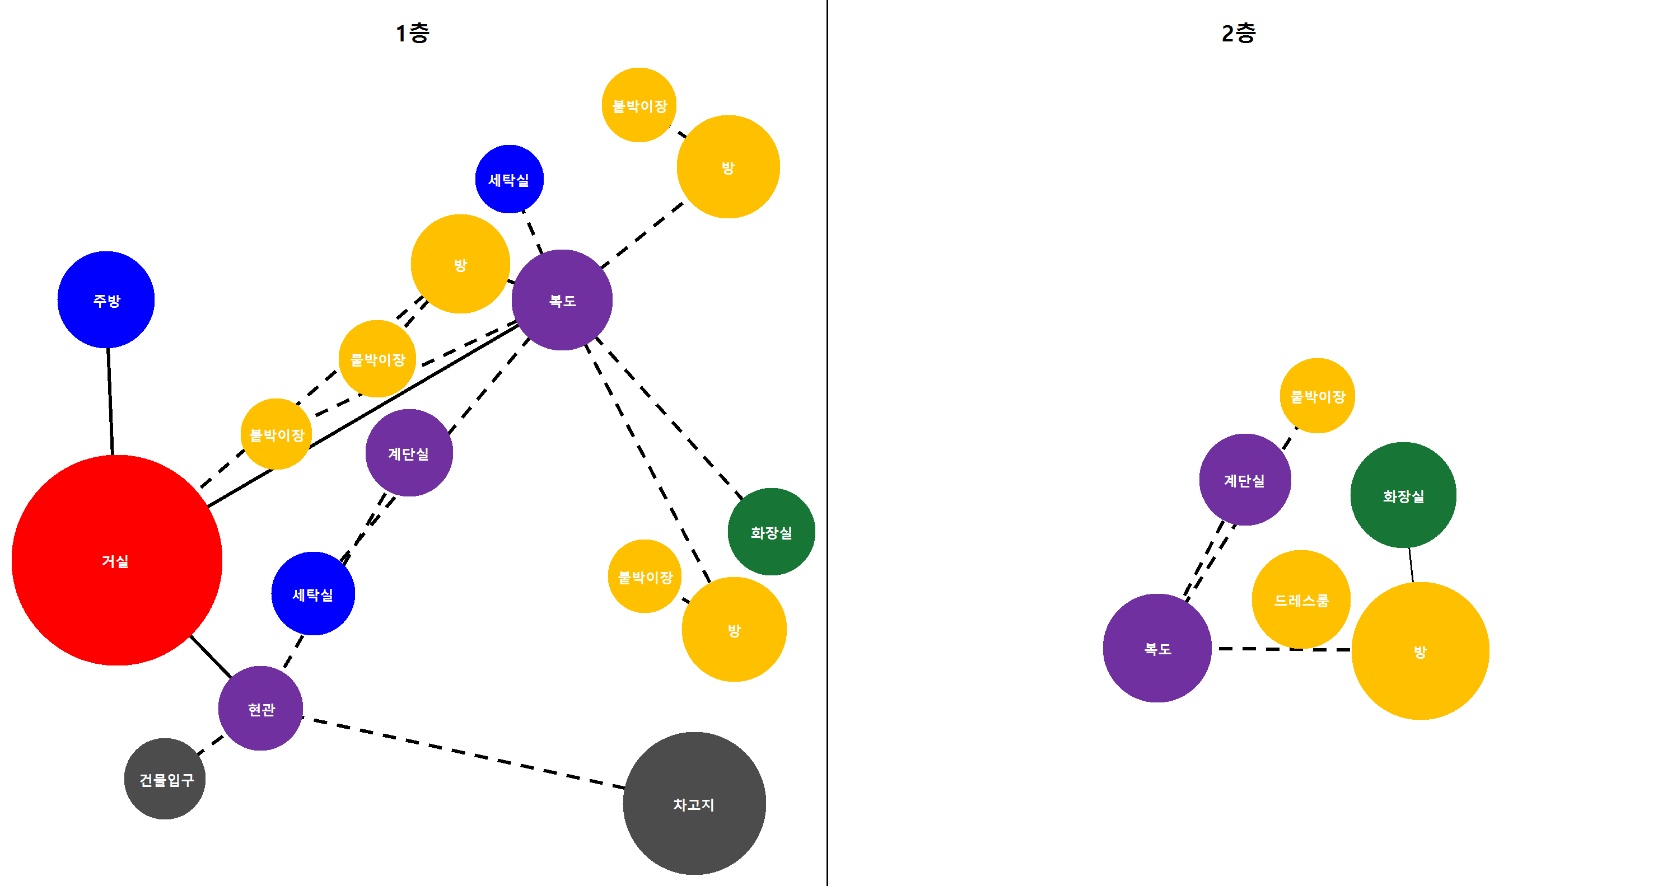 1층
2층
붙박이장
방
세탁실
방
복도
주방
붙박이장
붙박이장
계단실
거실
세탁실
화장실
붙박이장
방
현관
건물입구
차고지
붙박이장
계단실
화장실
드레스룸
복도
방